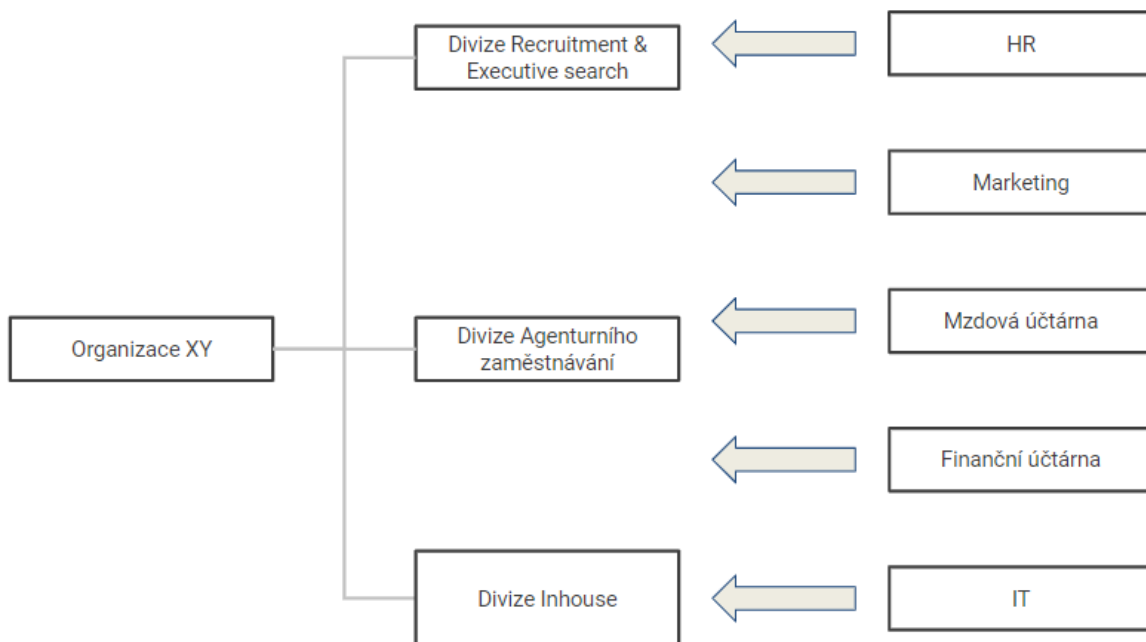 Divize Recruitment &
Executive search
HR
Marketing
Organizace XY
Divize Agenturního
zaměstnávání
Mzdová účtárna
Finanční účtárna
Divize Inhouse
IT